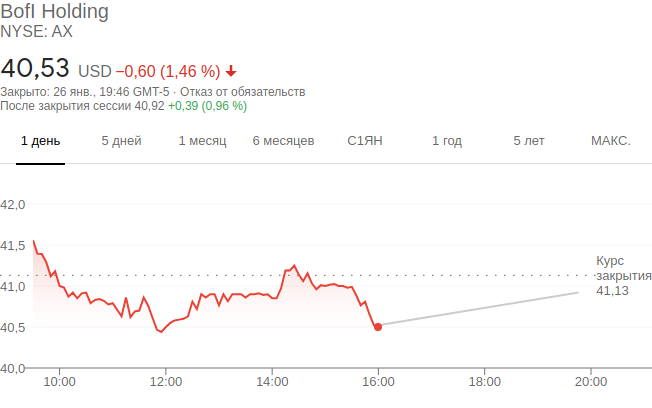 BofI Holding
NYSE: AX
40,53 USD −0,60 (1,46 %)
Закрыто: 26 янв., 19:46 GMT-5 · Отказ от обязательств
После закрытия сессии 40,92 +0,39 (0,96 %)
1 день 5 дней 1 месяц 6 месяцев С1ЯН 1 год 5 лет МАКС.
42,0
41,5
Курс
закрытия
41,13
41,0
40,5
40,0
10:00 12:00 14:00 16:00 18:00 20:00